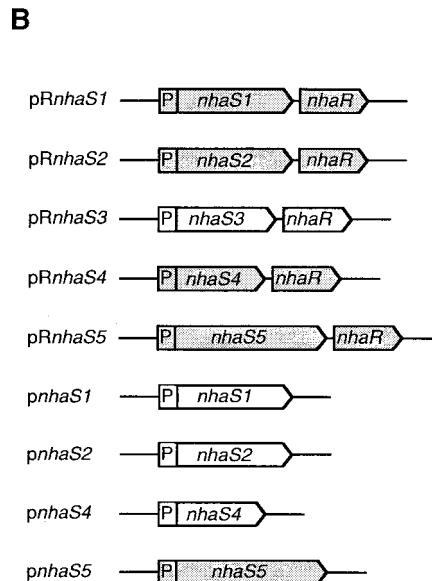 B
pRnhaS1 P nhaS1 nhaR
pRnhaS2 P nhaS2 nhaR
pRnhaS3 P nhaS3 nhaR
pRnhaS4 P nhaS4 nhaR
pRnhaS5 P nhaS5 nhaR
pnhaS1 P nhaS1
pnhaS2 P nhaS2
pnhaS4 P nhaS4
pnhaS5 P nhaS5